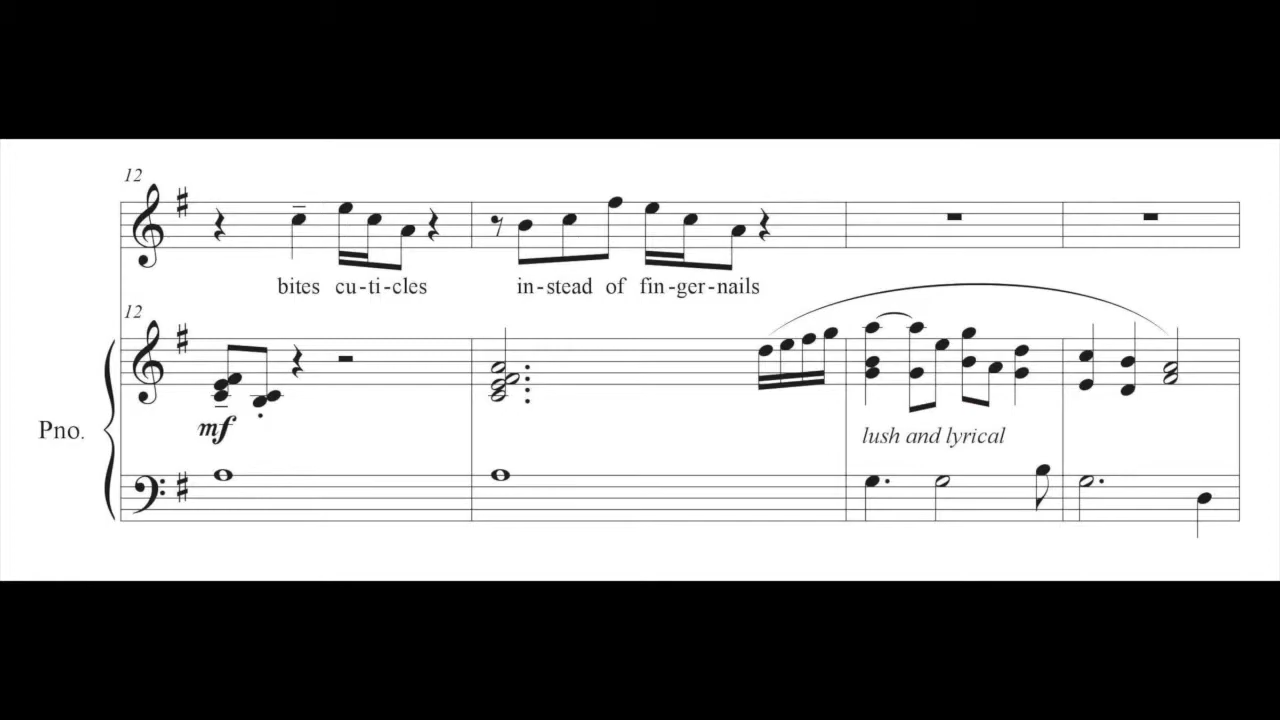 12
bites cu-ti-cles in-stead of fin-ger-nails
12
mf
Pno.
lush and lyrical